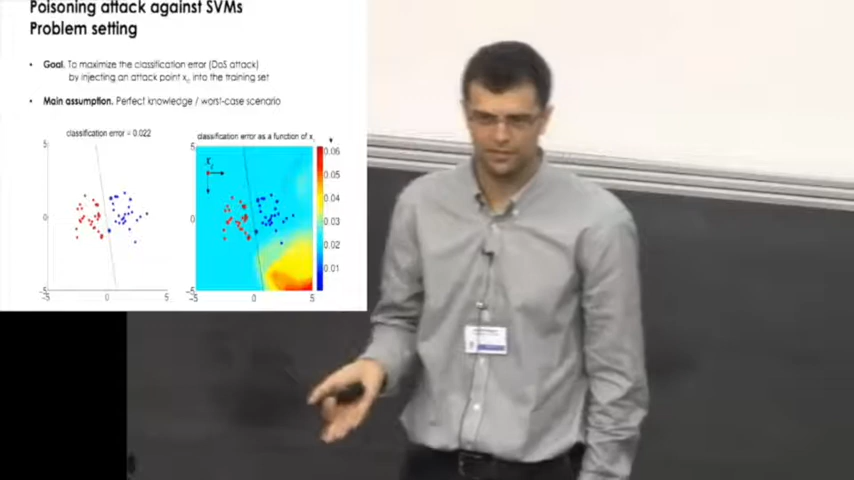 Poisoning attack against SVMs
Problem setting
• Goal. To maximize the classification error (DoS attack)
by injecting an attack point xc into the training set
• Main assumption. Perfect knowledge / worst-case scenario
classification error = 0.022
classification error as a function of x
5
0
-5
-5 0 5
5
0
-5
-5 0 5
xc
0.06
0.05
0.04
0.03
0.02
0.01